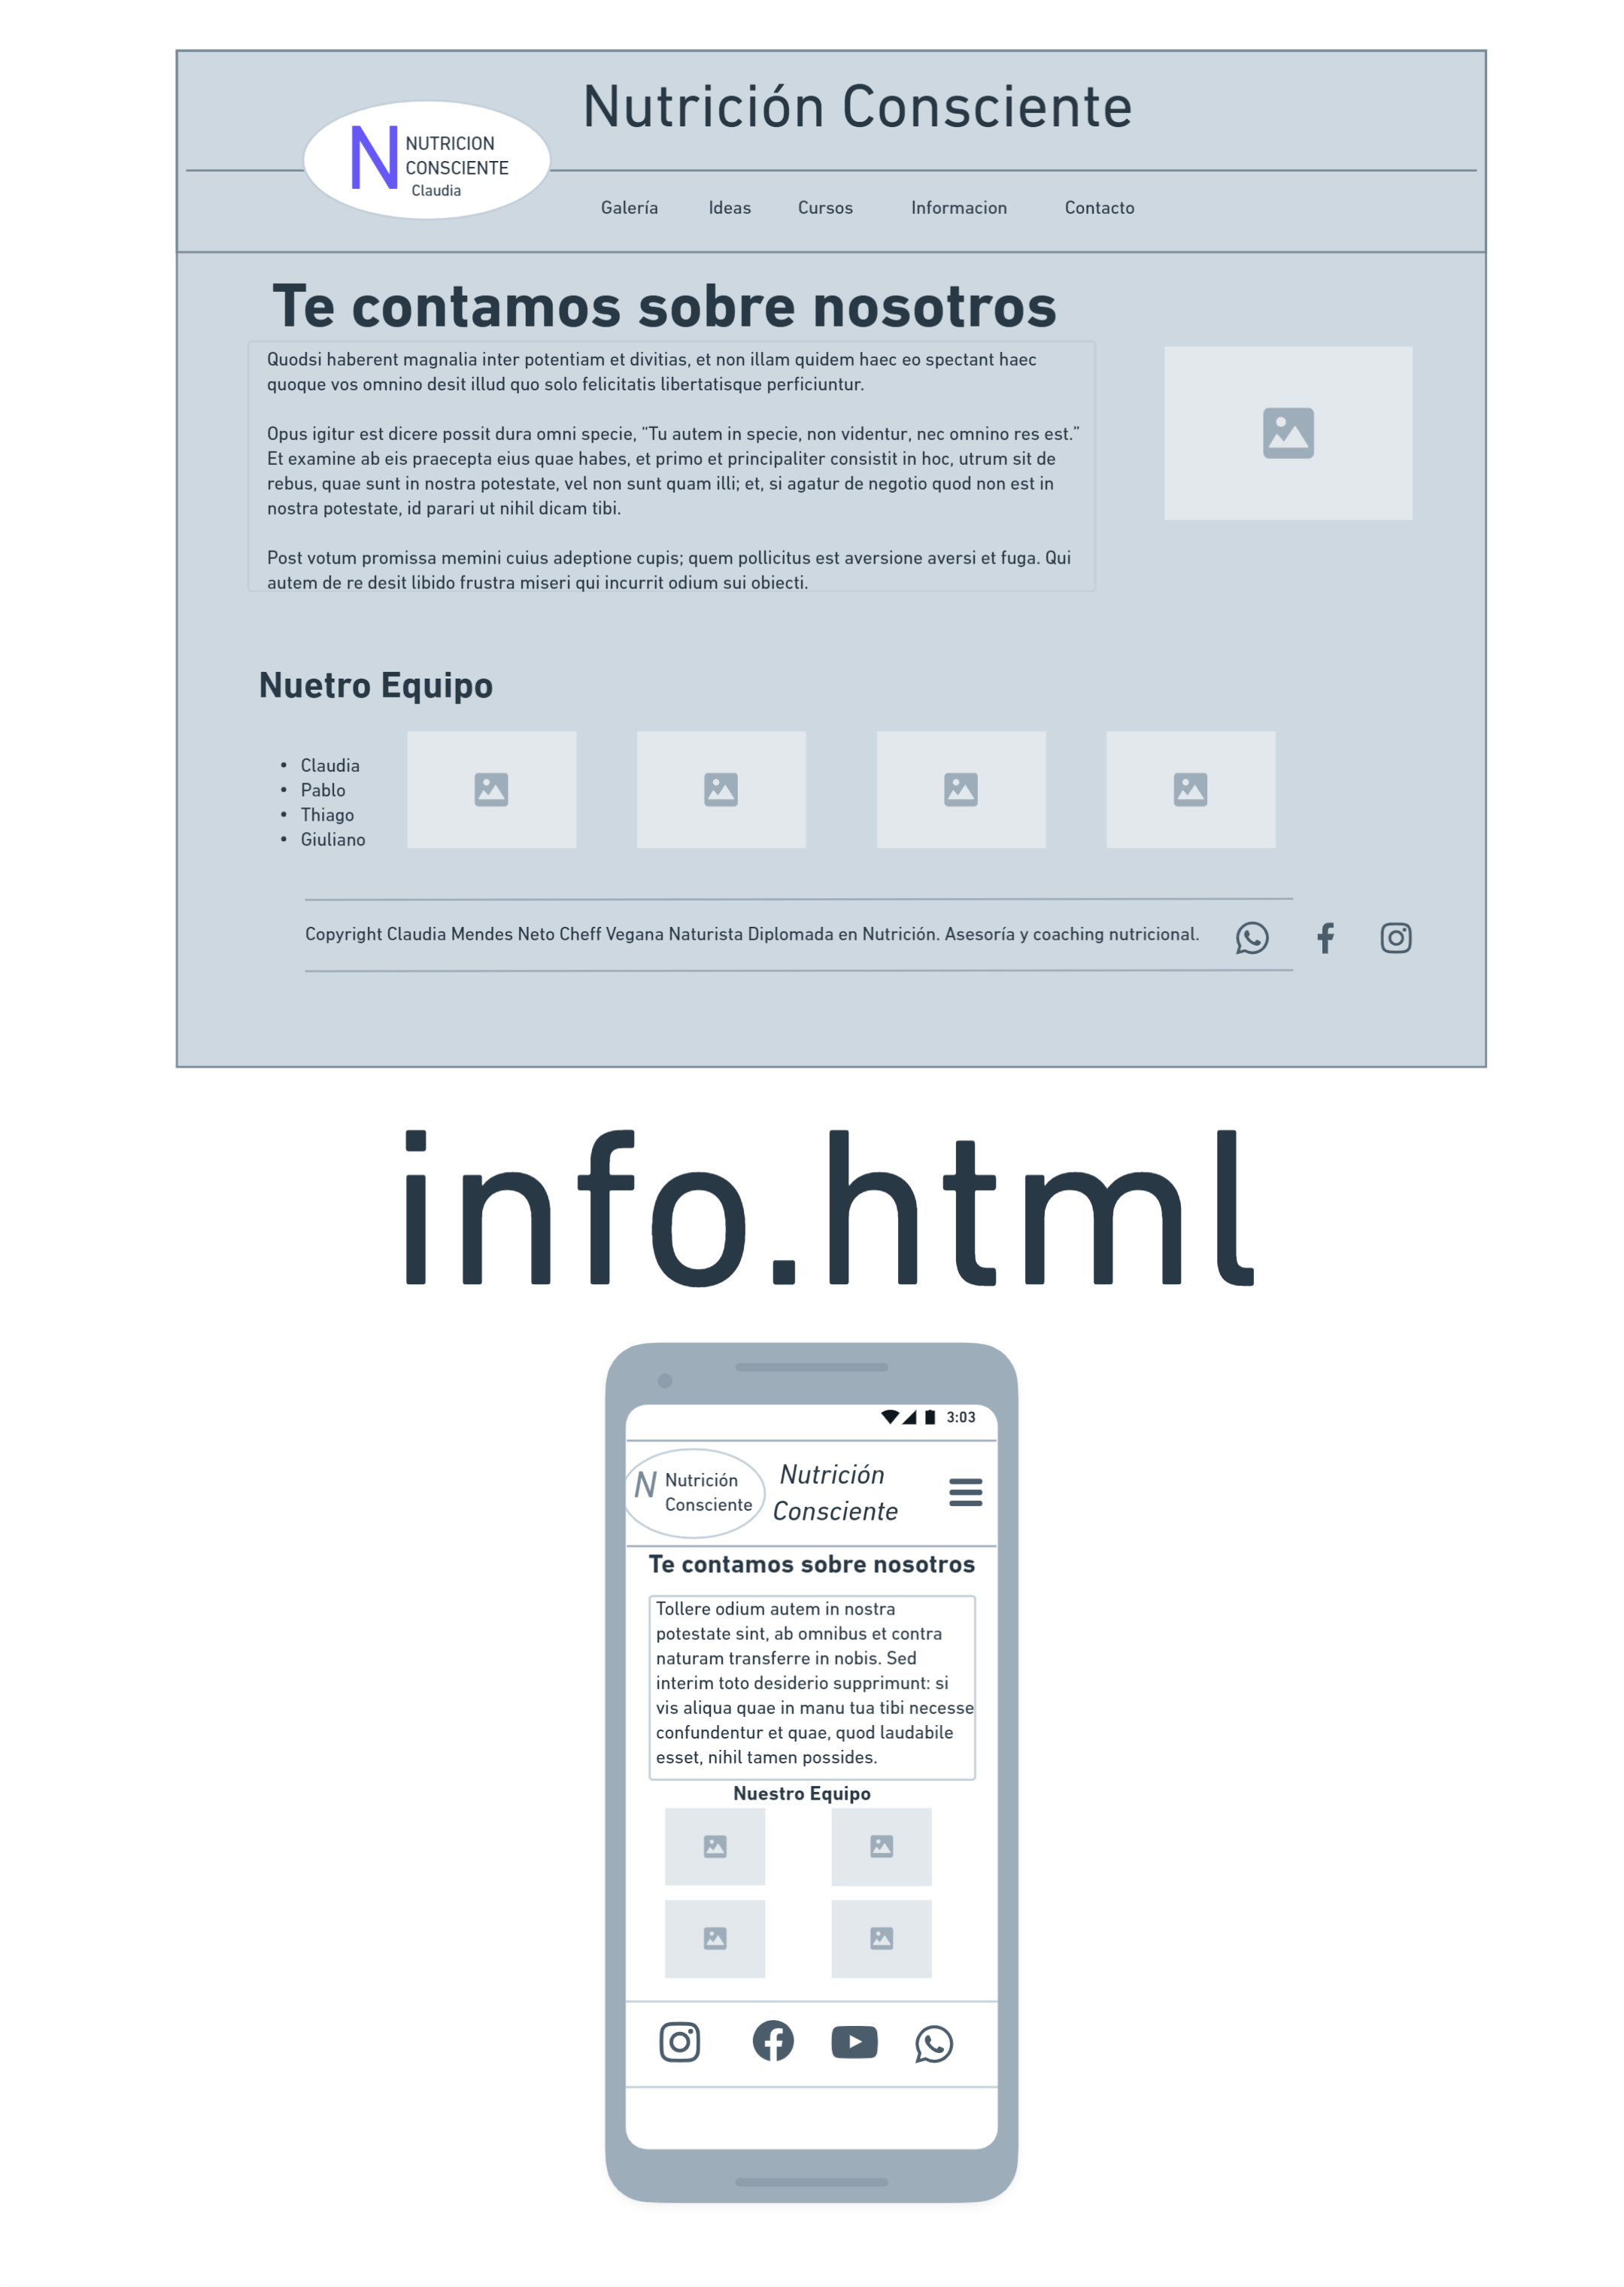 Nutrición Consciente
N
NUTRICION
CONSCIENTE
Claudia
Galería Ideas Cursos Informacion Contacto
Te contamos sobre nosotros
Quodsi haberent magnalia inter potentiam et divitias, et non illam quidem haec eo spectant haec
quoque vos omnino desit illud quo solo felicitatis libertatisque perficiuntur.
Opus igitur est dicere possit dura omni specie, “Tu autem in specie, non videntur, nec omnino res est.”
Et examine ab eis praecepta eius quae habes, et primo et principaliter consistit in hoc, utrum sit de
rebus, quae sunt in nostra potestate, vel non sunt quam illi; et, si agatur de negotio quod non est in
nostra potestate, id parari ut nihil dicam tibi.
Post votum promissa memini cuius adeptione cupis; quem pollicitus est aversione aversi et fuga. Qui
autem de re desit libido frustra miseri qui incurrit odium sui obiecti.
Nuetro Equipo
• Claudia
• Pablo
• Thiago
• Giuliano
Copyright Claudia Mendes Neto Cheff Vegana Naturista Diplomada en Nutrición. Asesoría y coaching nutricional.
info.html
3:03
N Nutrición
Consciente
Nutrición
Consciente
Te contamos sobre nosotros
Tollere odium autem in nostra
potestate sint, ab omnibus et contra
naturam transferre in nobis. Sed
interim toto desiderio supprimunt: si
vis aliqua quae in manu tua tibi necesse
confundentur et quae, quod laudabile
esset, nihil tamen possides.
Nuestro Equipo